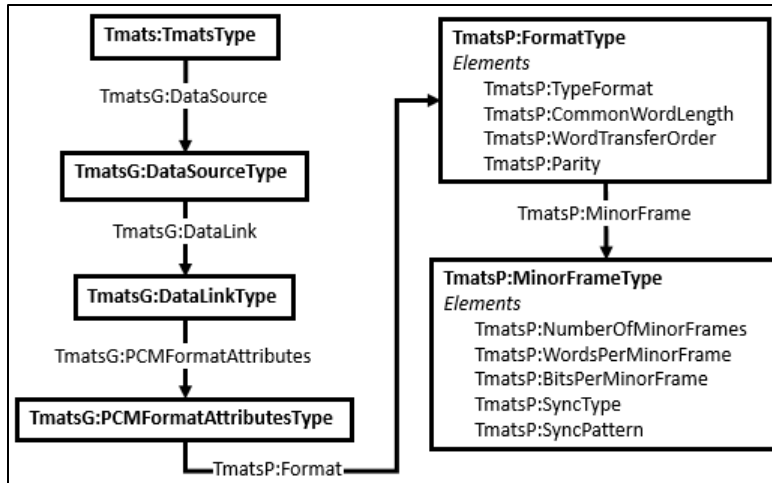 Tmats:TmatsType
TmatsG:DataSource
TmatsG:DataSourceType
TmatsG:DataLink
TmatsG:DataLinkType
TmatsG:PCMFormatAttributes
TmatsG:PCMFormatAttributesType
TmatsP:Format
TmatsP:FormatType
Elements
TmatsP:TypeFormat
TmatsP:CommonWordLength
TmatsP:WordTransferOrder
TmatsP:Parity
TmatsP:MinorFrame
TmatsP:MinorFrameType
Elements
TmatsP:NumberOfMinorFrames
TmatsP:WordsPerMinorFrame
TmatsP:BitsPerMinorFrame
TmatsP:SyncType
TmatsP:SyncPattern